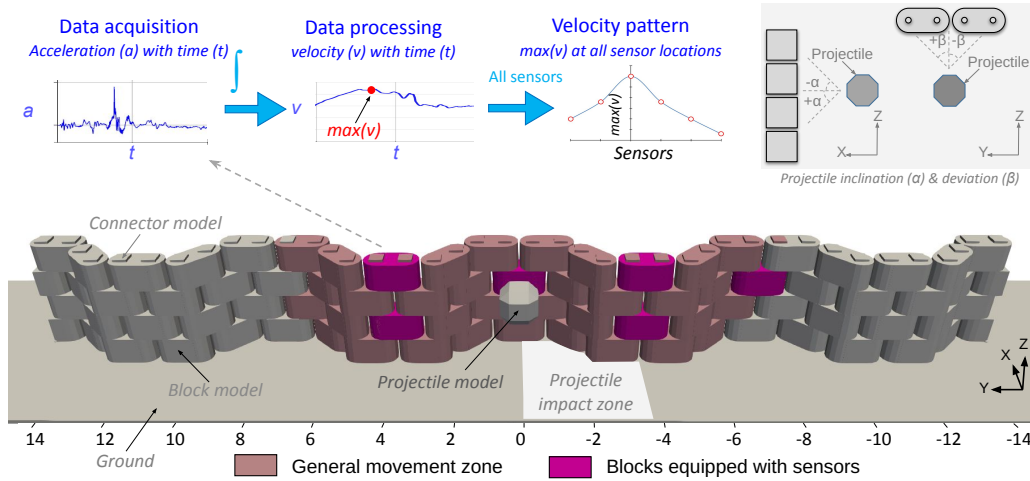 Data acquisition
Acceleration (a) with time (t)
a
t
∫
Data processing
velocity (v) with time (t)
v
max(v)
t
All sensors
Velocity pattern
max(v) at all sensor locations
max(v)
Sensors
+β -β
Projectile
Projectile
-α
+α
Z
X
Z
Y
Projectile inclination (α) & deviation (β)
Connector model
Block model
Projectile model
Projectile
impact zone
Z
X
Y
14 12 10 8 6 4 2 0 -2 -4 -6 -8 -10 -12 -14
Ground
General movement zone
Blocks equipped with sensors